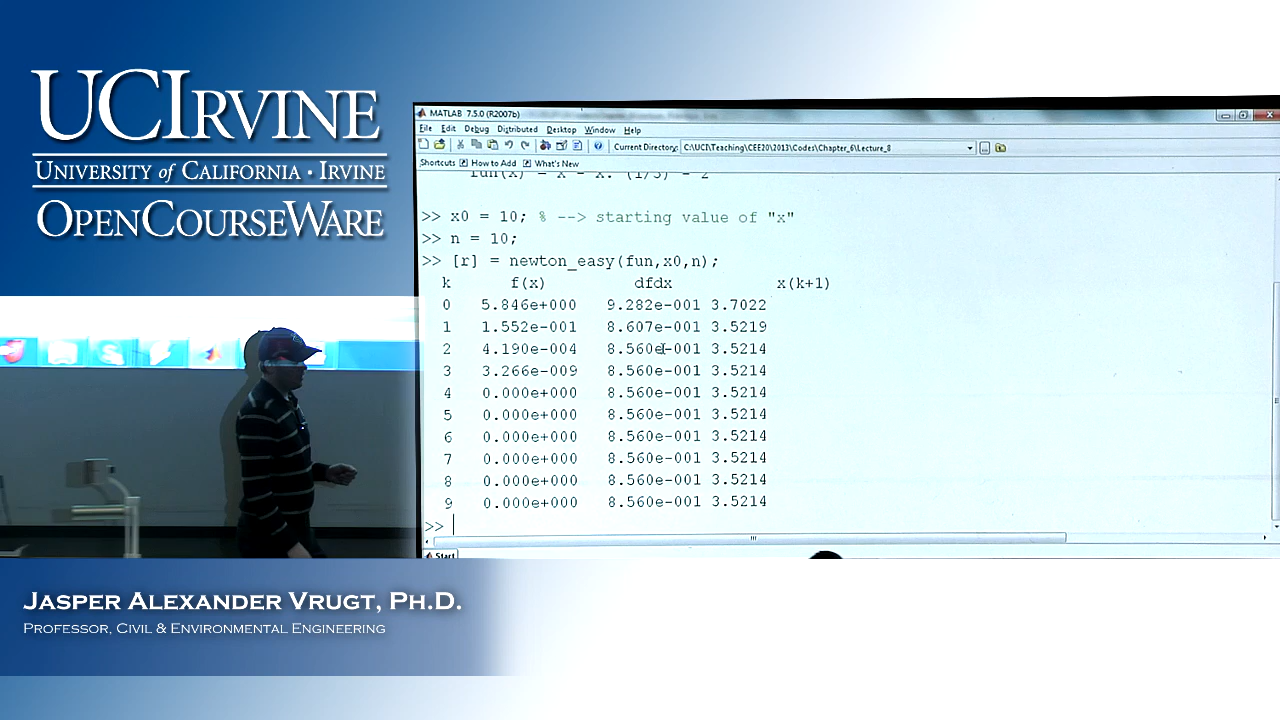 UCIRVINE
UNIVERSITY of CALIFORNIA · IRVINE
OPENCOURSEWARE
MATLAB 7.5.0 (R2007b)
File Edit Debug Distributed Desktop Window Help
Current Directory: C:\UCI\Teaching\CEE20\2013\Codes\Chapter_6\Lecture_8
Shortcuts How to Add What's New
fun(x) = x - x.^(1/3) - 2
>> x0 = 10; % --> starting value of "x"
>> n = 10;
>> [r] = newton_easy(fun,x0,n);
k f(x) dfdx x(k+1)
0 5.846e+000 9.282e-001 3.7022
1 1.552e-001 8.607e-001 3.5219
2 4.190e-004 8.560e-001 3.5214
3 3.266e-009 8.560e-001 3.5214
4 0.000e+000 8.560e-001 3.5214
5 0.000e+000 8.560e-001 3.5214
6 0.000e+000 8.560e-001 3.5214
7 0.000e+000 8.560e-001 3.5214
8 0.000e+000 8.560e-001 3.5214
9 0.000e+000 8.560e-001 3.5214
>>
Start
JASPER ALEXANDER VRUGT, PH.D.
PROFESSOR, CIVIL & ENVIRONMENTAL ENGINEERING